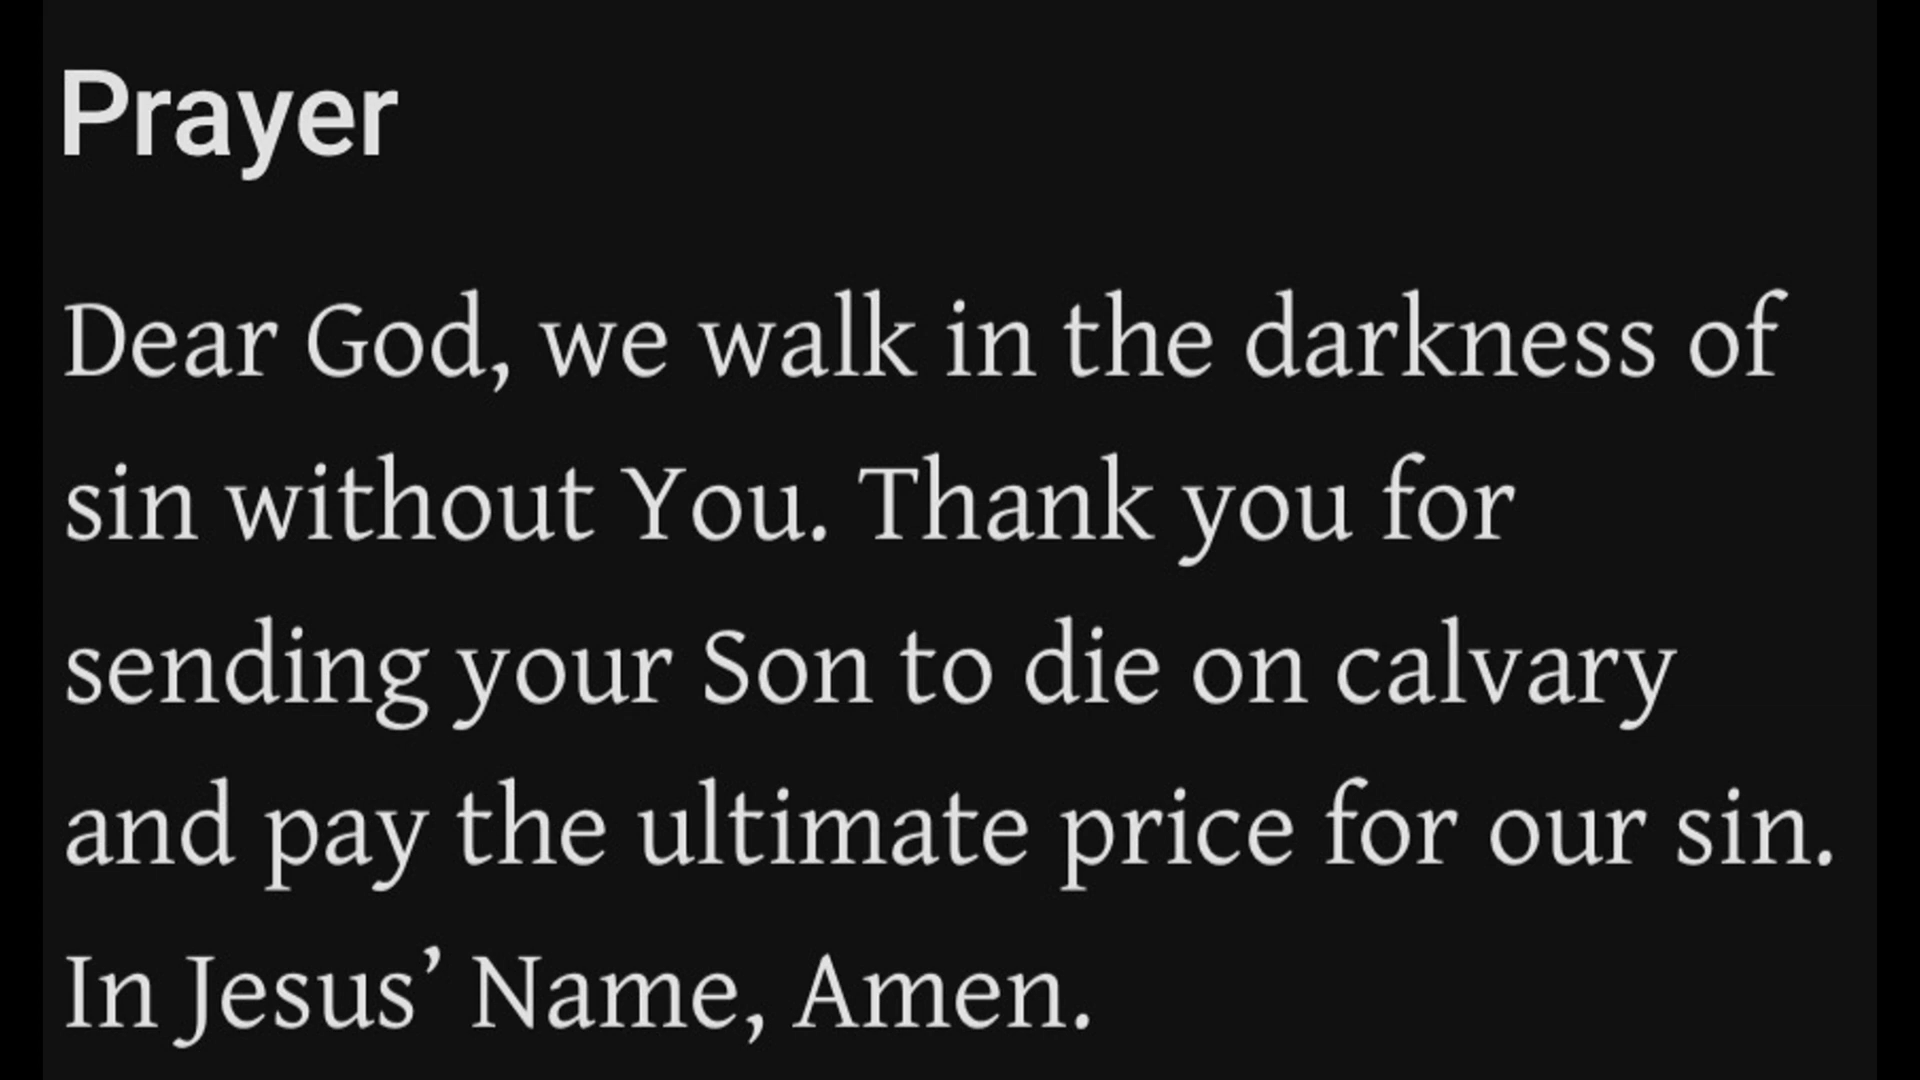 Prayer
Dear God, we walk in the darkness of
sin without You. Thank you for
sending your Son to die on calvary
and pay the ultimate price for our sin.
In Jesus’ Name, Amen.